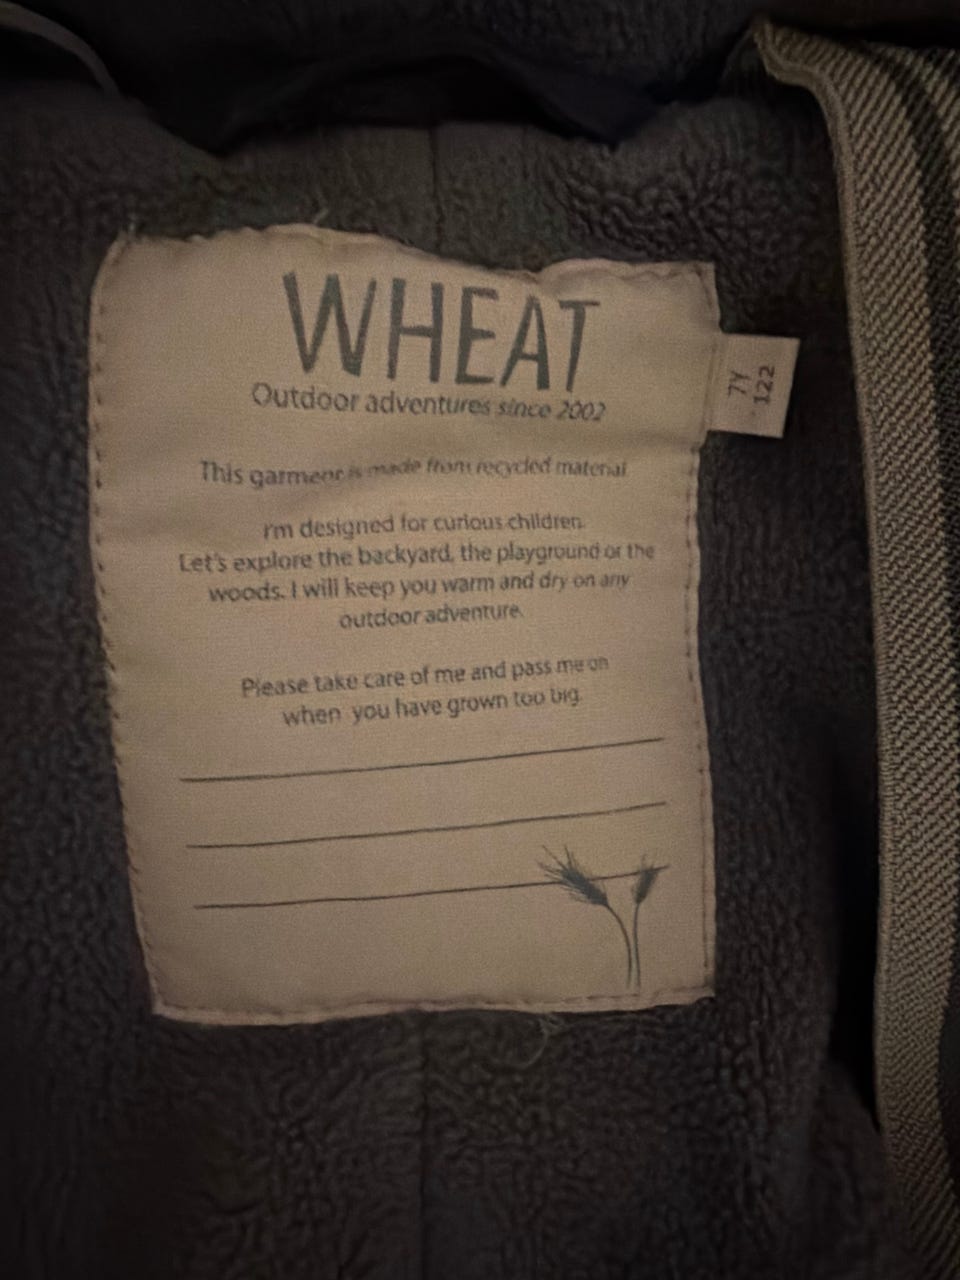 WHEAT
Outdoor adventures since 2002
This garment is made from recycled material
I'm designed for curious children.
Let's explore the backyard, the playground or the
woods. I will keep you warm and dry on any
outdoor adventure.
Please take care of me and pass me on
when you have grown too big.
7Y
122